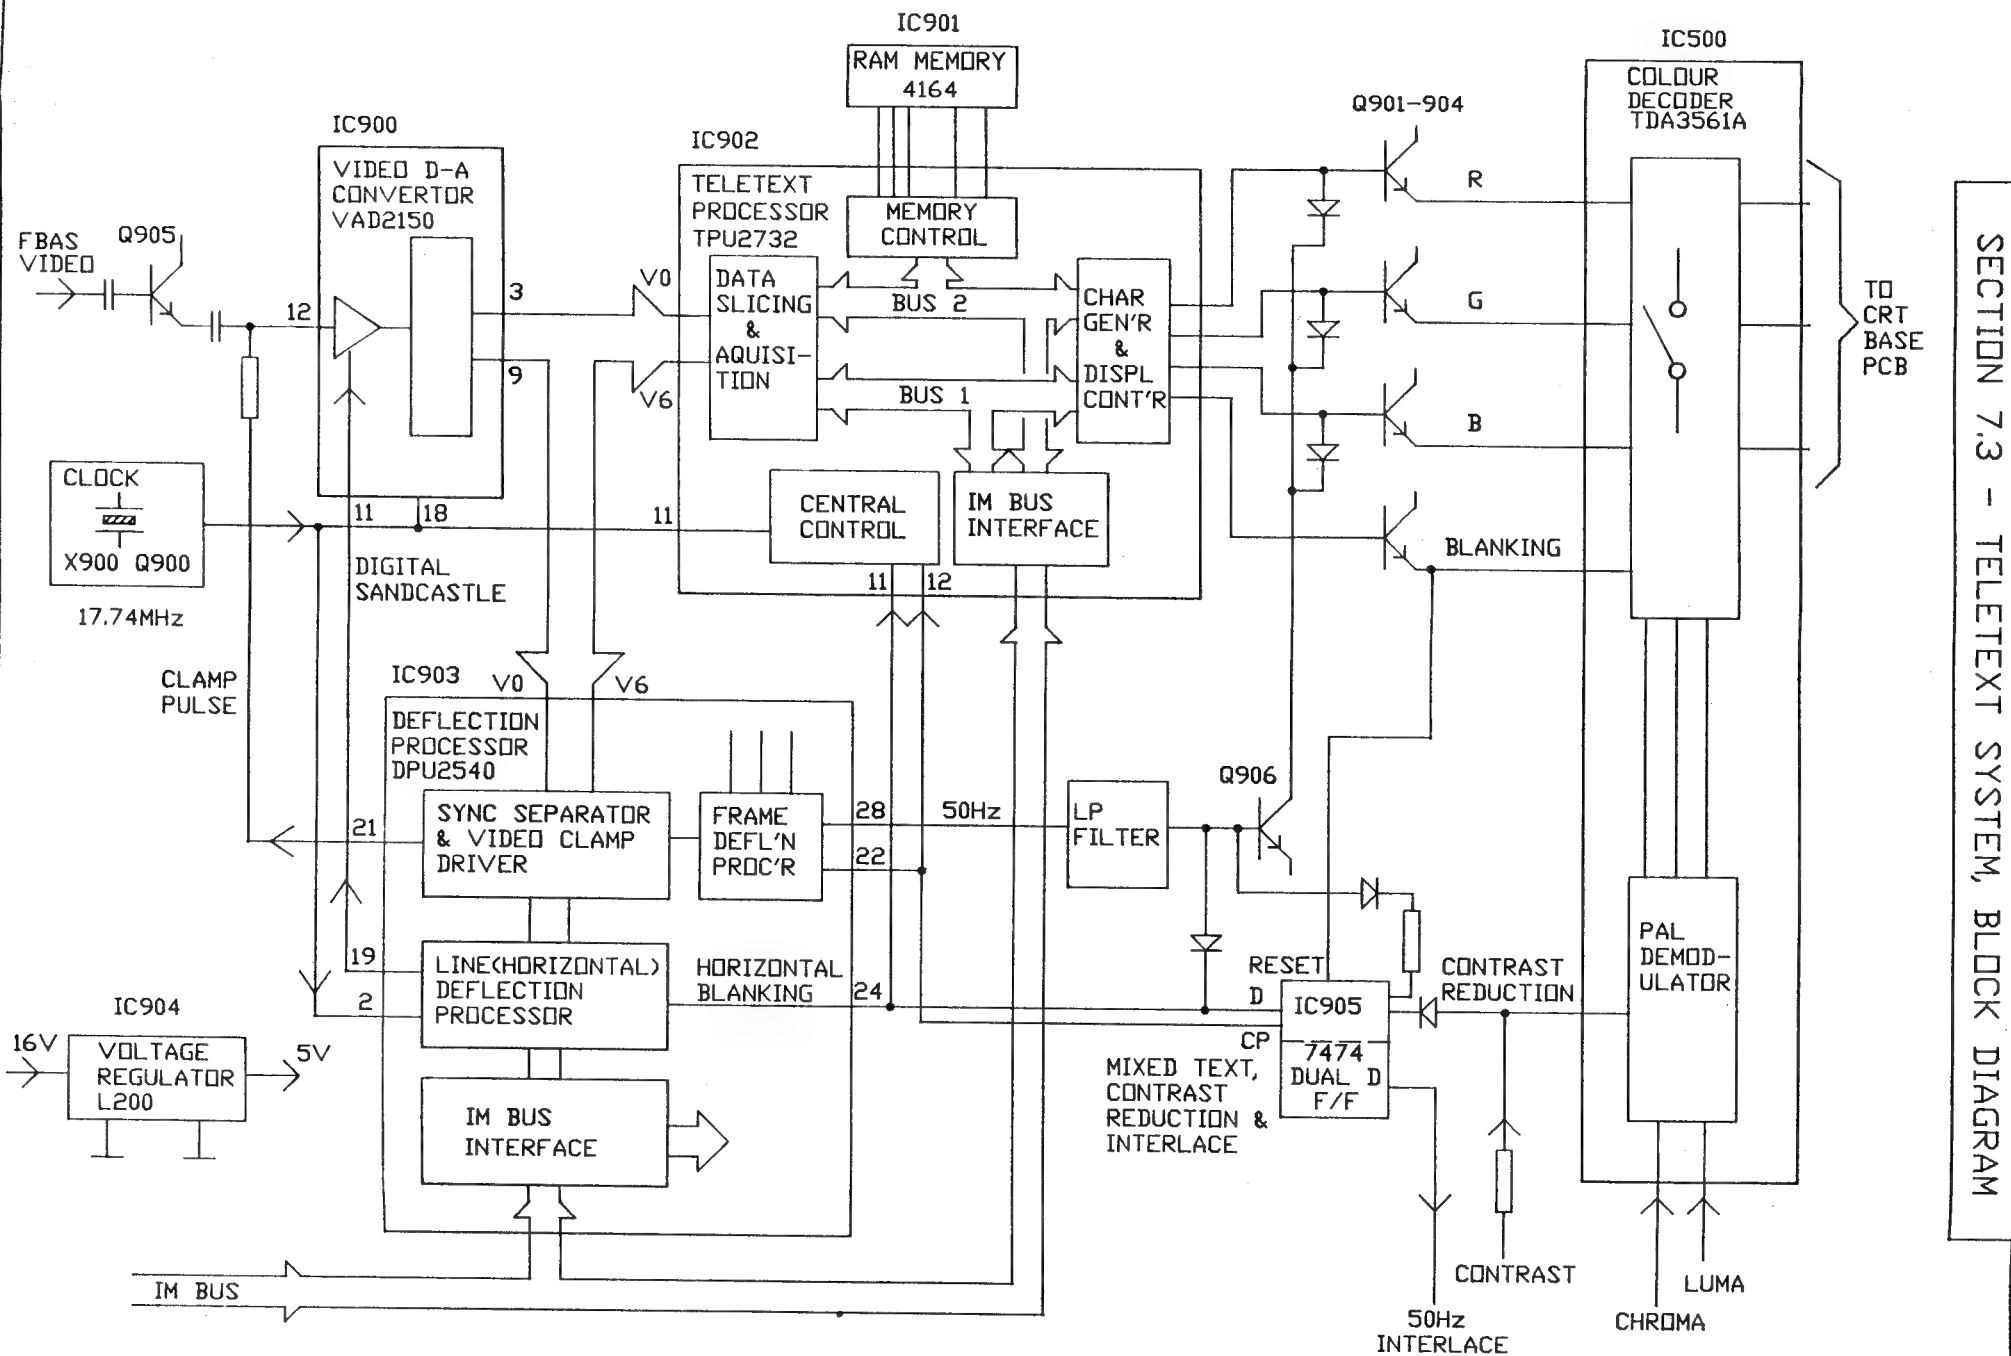 IC901
RAM MEMORY
4164
IC500
COLOUR
DECODER
TDA3561A
Q901-904
IC900
VIDEO D-A
CONVERTOR
VAD2150
IC902
TELETEXT
PROCESSOR
TPU2732
MEMORY
CONTROL
FBAS
VIDEO
Q905
12
3
9
V0
V6
DATA
SLICING
&
AQUISI-
TION
BUS 2
BUS 1
CHAR
GEN'R
&
DISPL
CONT'R
R
G
B
BLANKING
TO
CRT
BASE
PCB
CLOCK
X900 Q900
17.74MHz
11
18
11
CENTRAL
CONTROL
IM BUS
INTERFACE
11
12
DIGITAL
SANDCASTLE
CLAMP
PULSE
IC903
V0
V6
DEFLECTION
PROCESSOR
DPU2540
SYNC SEPARATOR
& VIDEO CLAMP
DRIVER
21
FRAME
DEFL'N
PROC'R
28
22
50Hz
LP
FILTER
Q906
19
2
LINE(HORIZONTAL)
DEFLECTION
PROCESSOR
HORIZONTAL
BLANKING
24
RESET
D
CP
IC905
7474
DUAL D
F/F
CONTRAST
REDUCTION
PAL
DEMOD-
ULATOR
IC904
16V
VOLTAGE
REGULATOR
L200
5V
IM BUS
INTERFACE
MIXED TEXT,
CONTRAST
REDUCTION &
INTERLACE
IM BUS
CONTRAST
LUMA
CHROMA
50Hz
INTERLACE
SECTION 7.3 - TELETEXT SYSTEM, BLOCK DIAGRAM